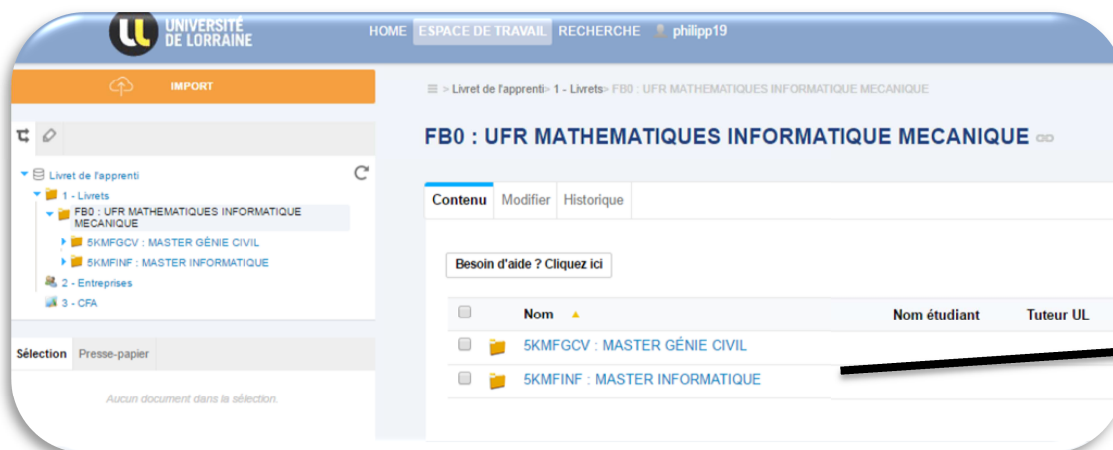 UNIVERSITÉ
DE LORRAINE
HOME ESPACE DE TRAVAIL RECHERCHE philipp19
IMPORT
> Livret de l'apprenti> 1 - Livrets> FB0 : UFR MATHEMATIQUES INFORMATIQUE MECANIQUE
FB0 : UFR MATHEMATIQUES INFORMATIQUE MECANIQUE
Livret de l'apprenti
1 - Livrets
FB0 : UFR MATHEMATIQUES INFORMATIQUE
MECANIQUE
5KMFGCV : MASTER GÉNIE CIVIL
5KMFINF : MASTER INFORMATIQUE
2 - Entreprises
3 - CFA
Sélection Presse-papier
Aucun document dans la sélection.
Contenu Modifier Historique
Besoin d'aide ? Cliquez ici
Nom Nom étudiant Tuteur UL
5KMFGCV : MASTER GÉNIE CIVIL
5KMFINF : MASTER INFORMATIQUE